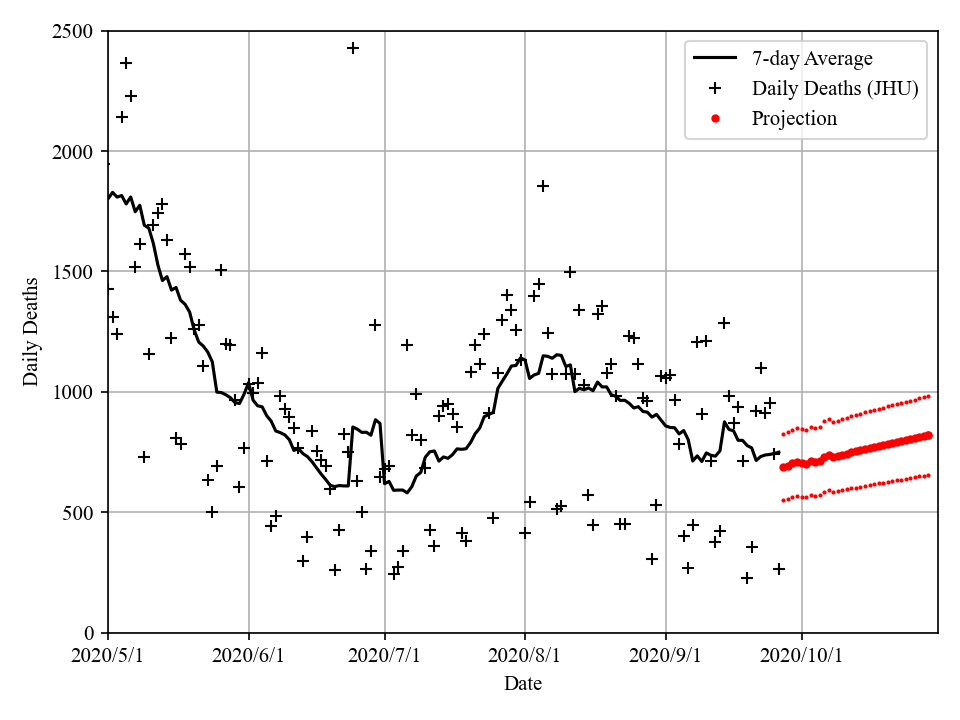 2500
7-day Average
Daily Deaths (JHU)
Projection
2000
1500
1000
500
0
Daily Deaths
2020/5/1 2020/6/1 2020/7/1 2020/8/1 2020/9/1 2020/10/1
Date